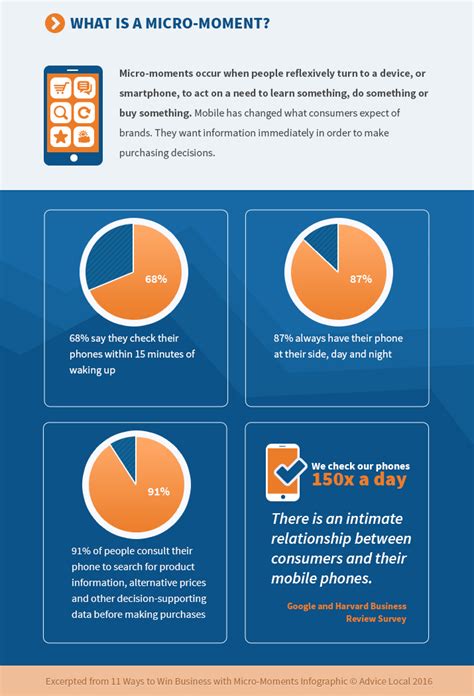 WHAT IS A MICRO-MOMENT?
Micro-moments occur when people reflexively turn to a device, or
smartphone, to act on a need to learn something, do something or
buy something. Mobile has changed what consumers expect of
brands. They want information immediately in order to make
purchasing decisions.
68%
68% say they check their
phones within 15 minutes of
waking up
87%
87% always have their phone
at their side, day and night
91%
91% of people consult their
phone to search for product
information, alternative prices
and other decision-supporting
data before making purchases
We check our phones
150x a day
There is an intimate
relationship between
consumers and their
mobile phones.
Google and Harvard Business
Review Survey
Excerpted from 11 Ways to Win Business with Micro-Moments Infographic © Advice Local 2016